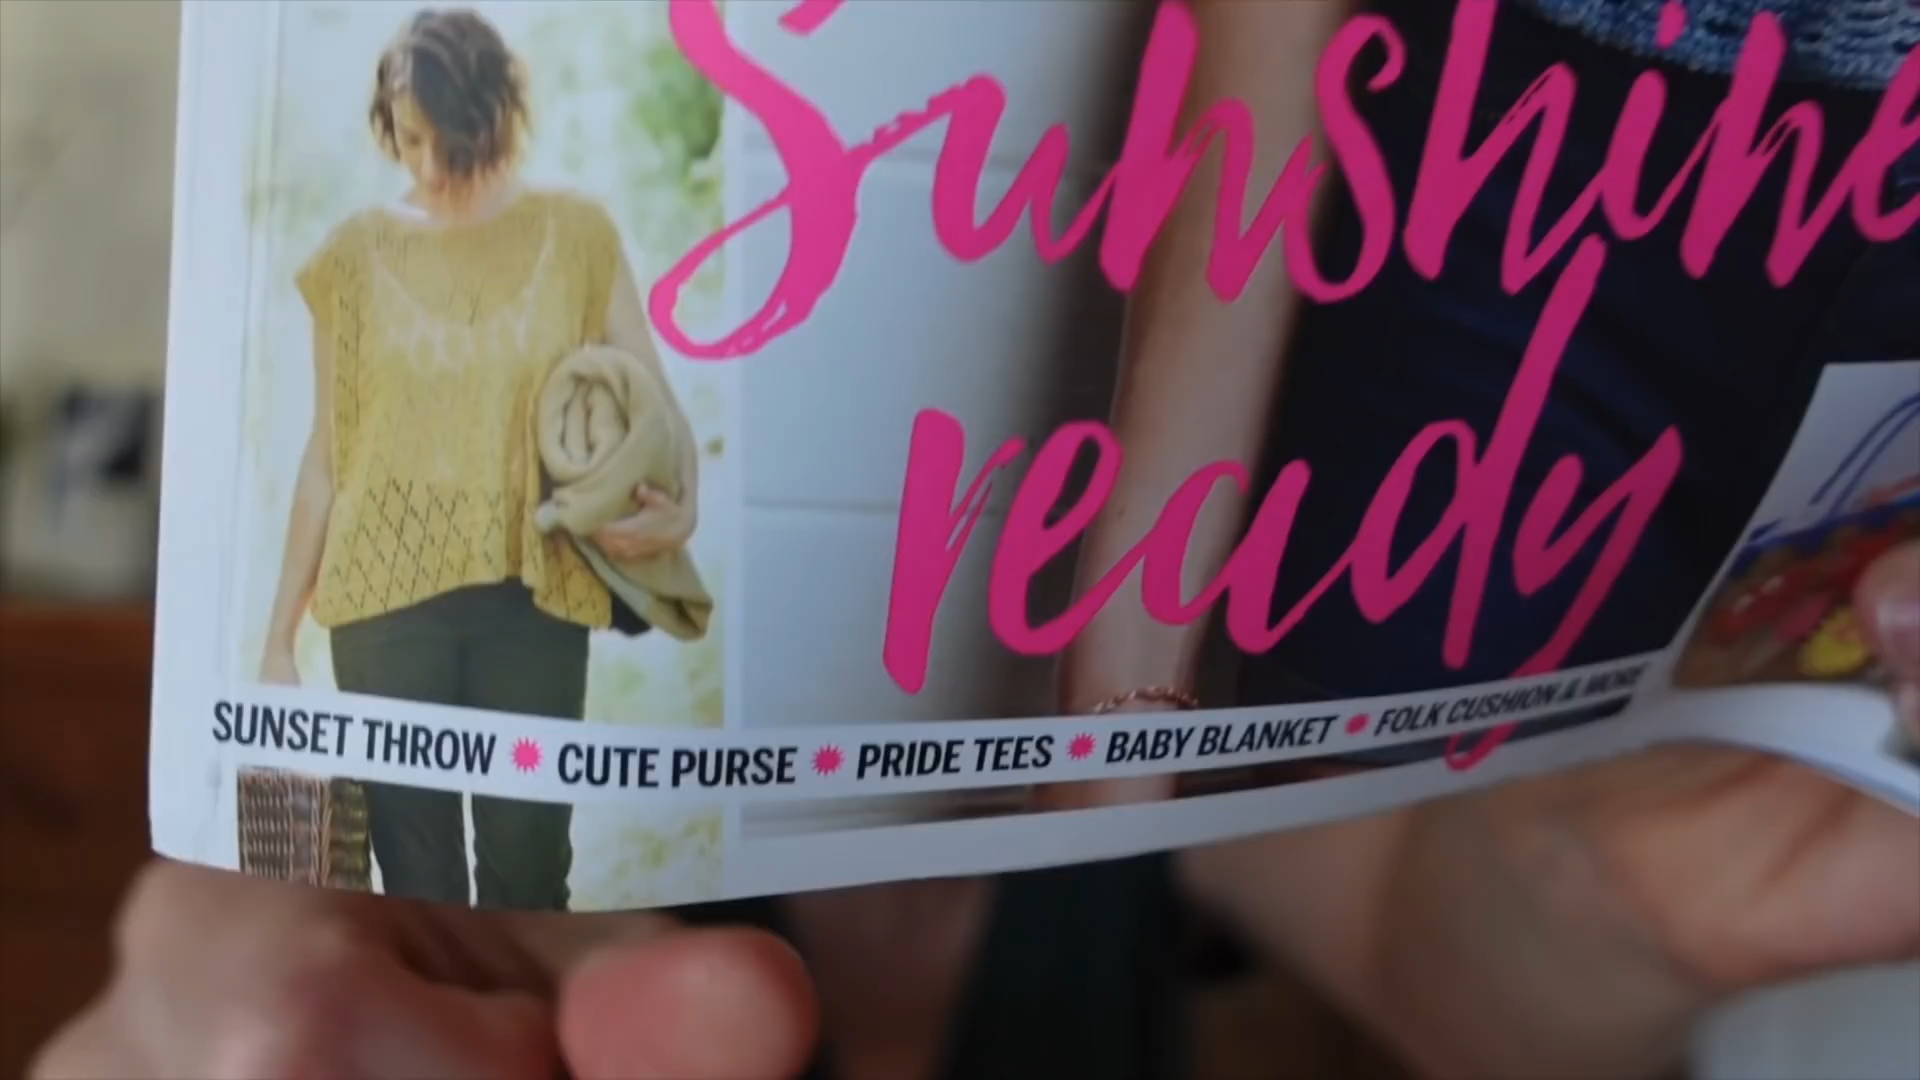 Sunshine
ready
SUNSET THROW CUTE PURSE PRIDE TEES BABY BLANKET FOLK CUSHION & MORE